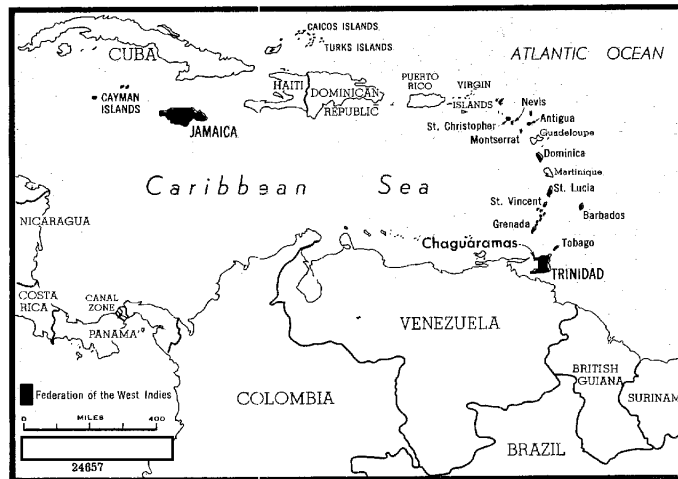 CAICOS ISLANDS
TURKS ISLANDS
CUBA
ATLANTIC OCEAN
HAITI
DOMINICAN
REPUBLIC
PUERTO
RICO
VIRGIN
ISLANDS
CAYMAN
ISLANDS
JAMAICA
Nevis
St. Christopher
Antigua
Montserrat
Guadeloupe
Dominica
Martinique
Caribbean Sea
St. Lucia
St. Vincent
Barbados
Grenada
NICARAGUA
Chaguaramas
Tobago
TRINIDAD
COSTA
RICA
CANAL
ZONE
PANAMA
VENEZUELA
BRITISH
GUIANA
SURINAM
COLOMBIA
BRAZIL
Federation of the West Indies
0 MILES 400
24657